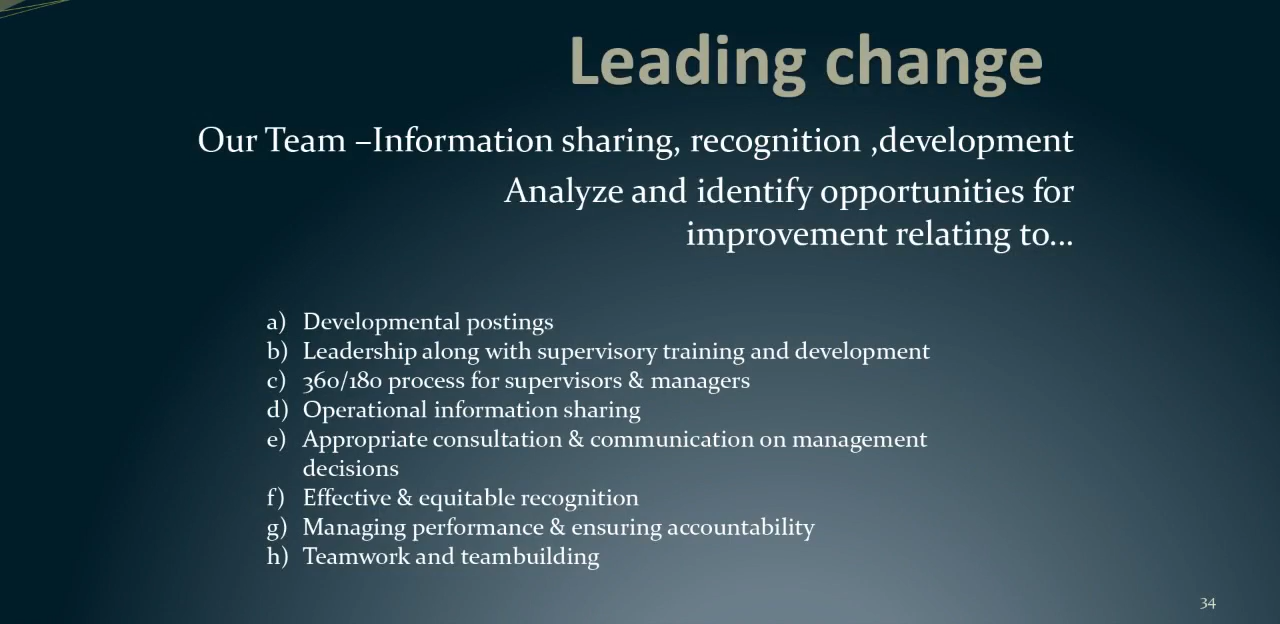 Leading change
Our Team –Information sharing, recognition ,development
Analyze and identify opportunities for
improvement relating to...
a) Developmental postings
b) Leadership along with supervisory training and development
c) 360/180 process for supervisors & managers
d) Operational information sharing
e) Appropriate consultation & communication on management
decisions
f) Effective & equitable recognition
g) Managing performance & ensuring accountability
h) Teamwork and teambuilding
34